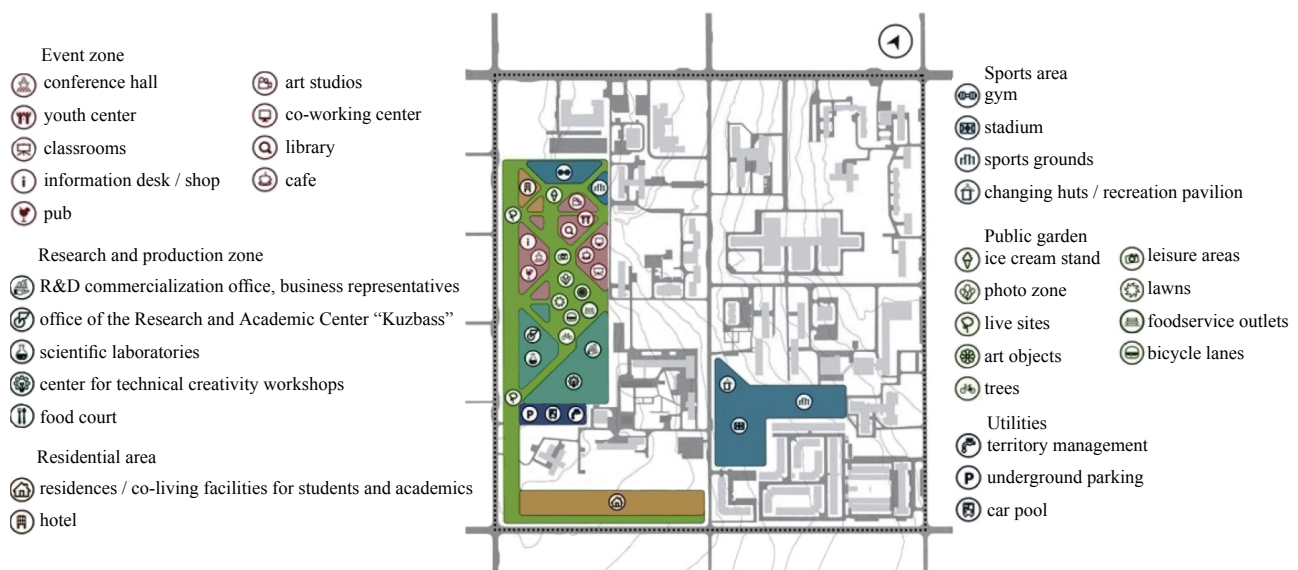 Event zone
conference hall
youth center
classrooms
i information desk / shop
pub
art studios
co-working center
library
cafe
Research and production zone
R&D commercialization office, business representatives
office of the Research and Academic Center “Kuzbass”
scientific laboratories
center for technical creativity workshops
food court
Residential area
residences / co-living facilities for students and academics
hotel
i
P
Sports area
gym
stadium
sports grounds
changing huts / recreation pavilion
Public garden
ice cream stand
photo zone
live sites
art objects
trees
leisure areas
lawns
foodservice outlets
bicycle lanes
Utilities
territory management
P underground parking
car pool